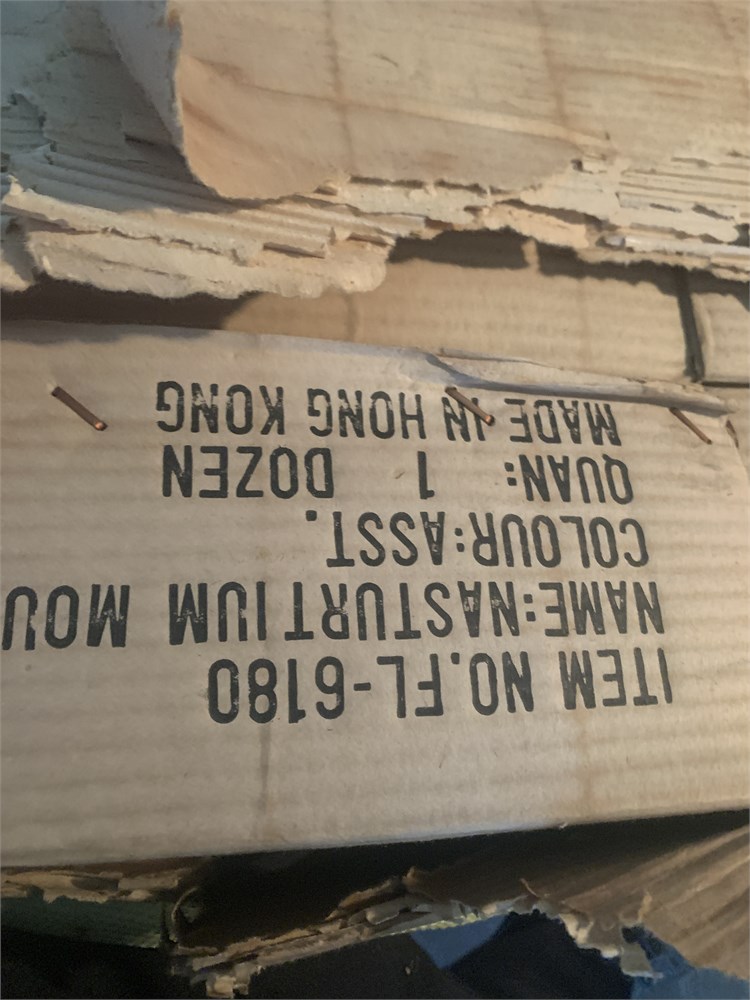 ITEM NO.FL-6180
NAME:NASTURTIUM MOU
COLOUR:ASST.
QUAN: 1 DOZEN
MADE IN HONG KONG